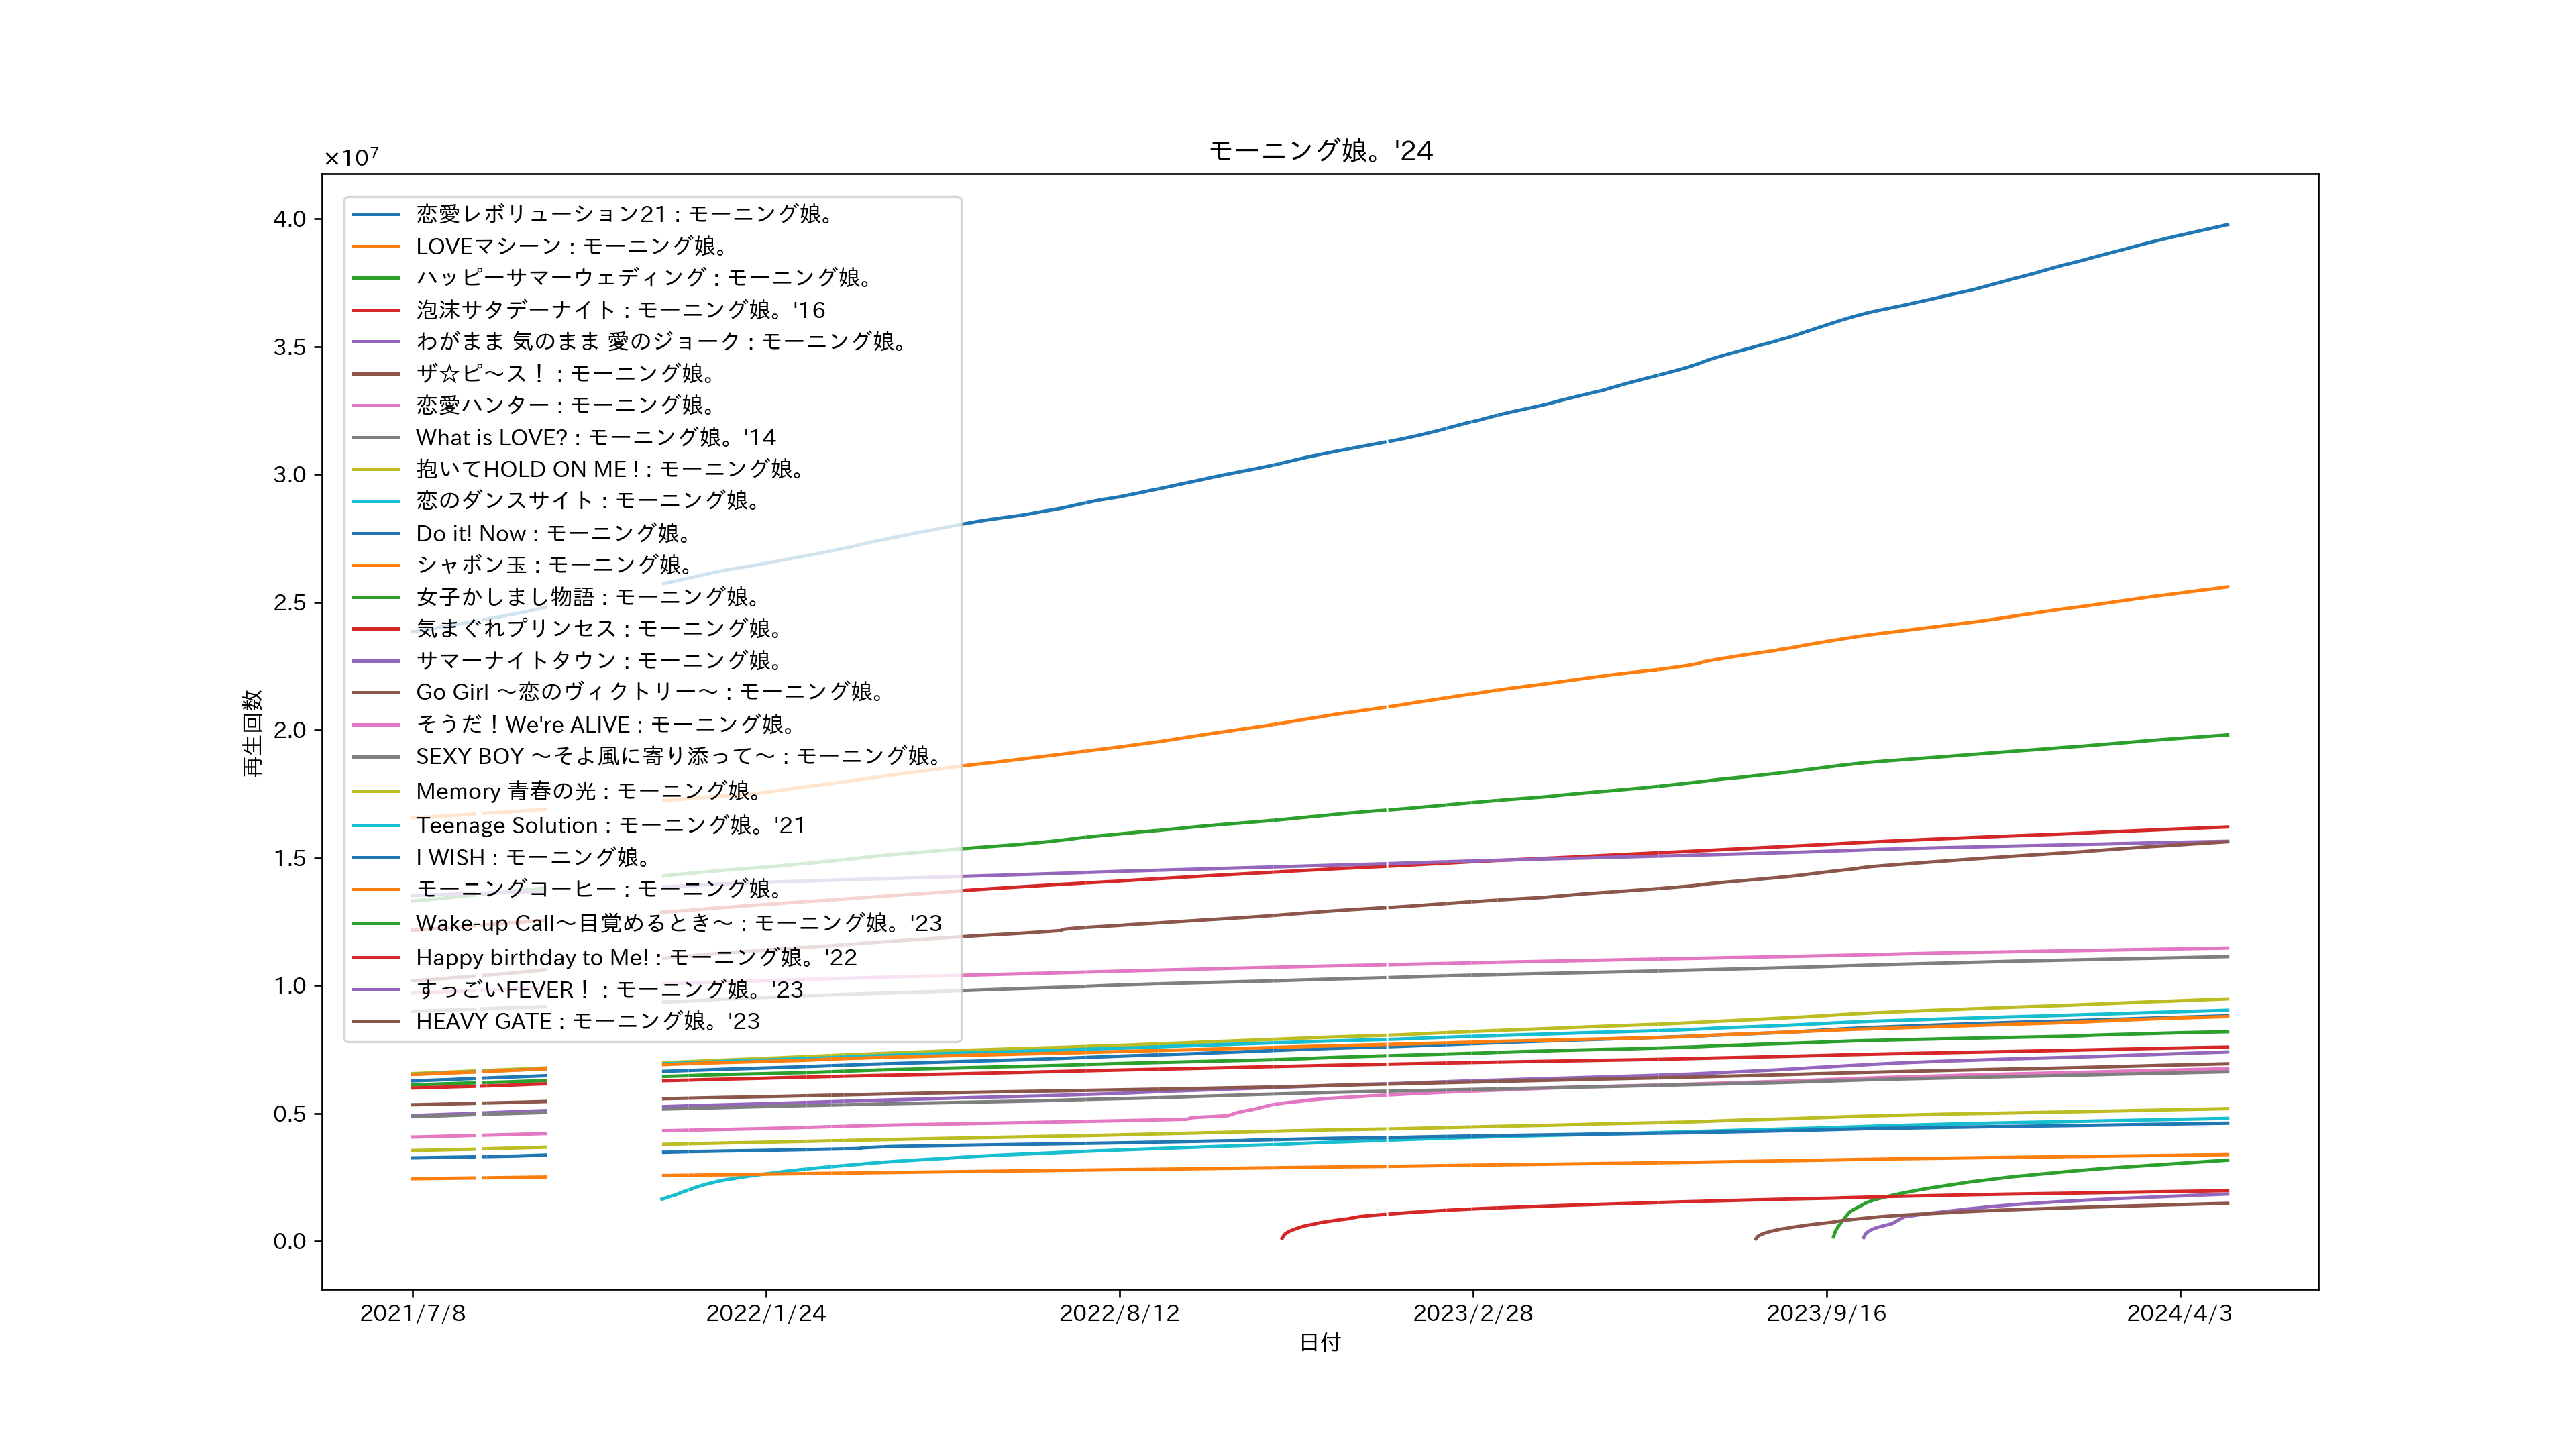 モーニング娘。'24
×10⁷
4.0
3.5
3.0
2.5
2.0
1.5
1.0
0.5
0.0
再生回数
恋愛レボリューション21 : モーニング娘。
LOVEマシーン : モーニング娘。
ハッピーサマーウェディング : モーニング娘。
泡沫サタデーナイト : モーニング娘。'16
わがまま 気のまま 愛のジョーク : モーニング娘。
ザ☆ピ～ス！ : モーニング娘。
恋愛ハンター : モーニング娘。
What is LOVE? : モーニング娘。'14
抱いてHOLD ON ME ! : モーニング娘。
恋のダンスサイト : モーニング娘。
Do it! Now : モーニング娘。
シャボン玉 : モーニング娘。
女子かしまし物語 : モーニング娘。
気まぐれプリンセス : モーニング娘。
サマーナイトタウン : モーニング娘。
Go Girl ～恋のヴィクトリー～ : モーニング娘。
そうだ！We're ALIVE : モーニング娘。
SEXY BOY ～そよ風に寄り添って～ : モーニング娘。
Memory 青春の光 : モーニング娘。
Teenage Solution : モーニング娘。'21
I WISH : モーニング娘。
モーニングコーヒー : モーニング娘。
Wake-up Call～目覚めるとき～ : モーニング娘。'23
Happy birthday to Me! : モーニング娘。'22
すっごいFEVER！ : モーニング娘。'23
HEAVY GATE : モーニング娘。'23
2021/7/8
2022/1/24
2022/8/12
2023/2/28
2023/9/16
2024/4/3
日付